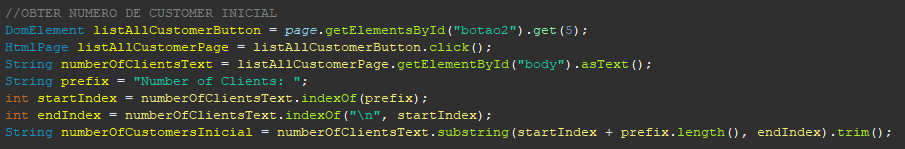 //OBTER NUMERO DE CUSTOMER INICIAL
DomElement listAllCustomerButton = page.getElementsById("botao2").get(5);
HtmlPage listAllCustomerPage = listAllCustomerButton.click();
String numberOfClientsText = listAllCustomerPage.getElementById("body").asText();
String prefix = "Number of Clients: ";
int startIndex = numberOfClientsText.indexOf(prefix);
int endIndex = numberOfClientsText.indexOf("\n", startIndex);
String numberOfCustomersInicial = numberOfClientsText.substring(startIndex + prefix.length(), endIndex).trim();